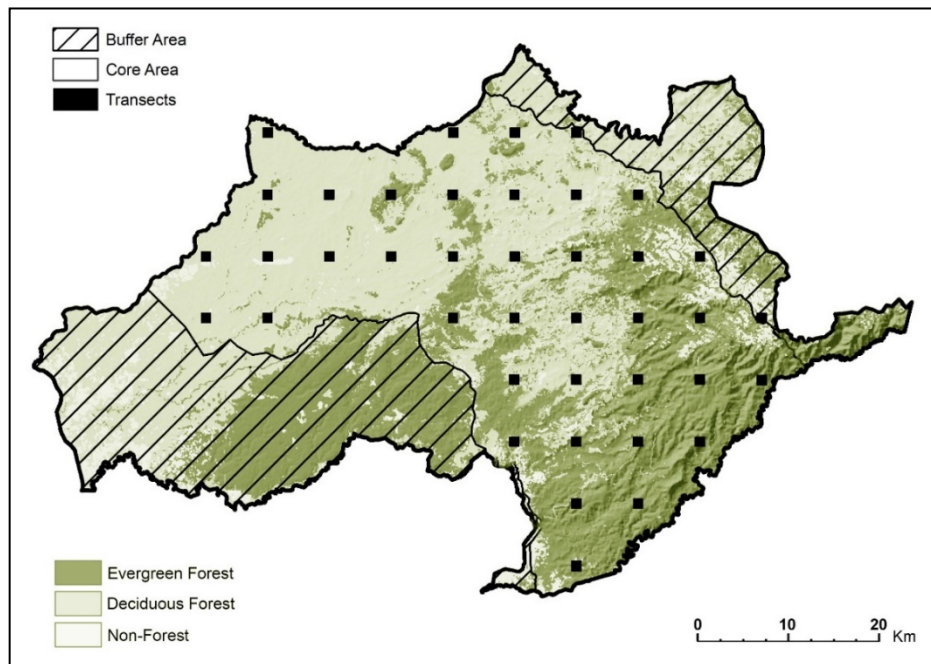 Buffer Area
Core Area
Transects
Evergreen Forest
Deciduous Forest
Non-Forest
0 10 20
Km